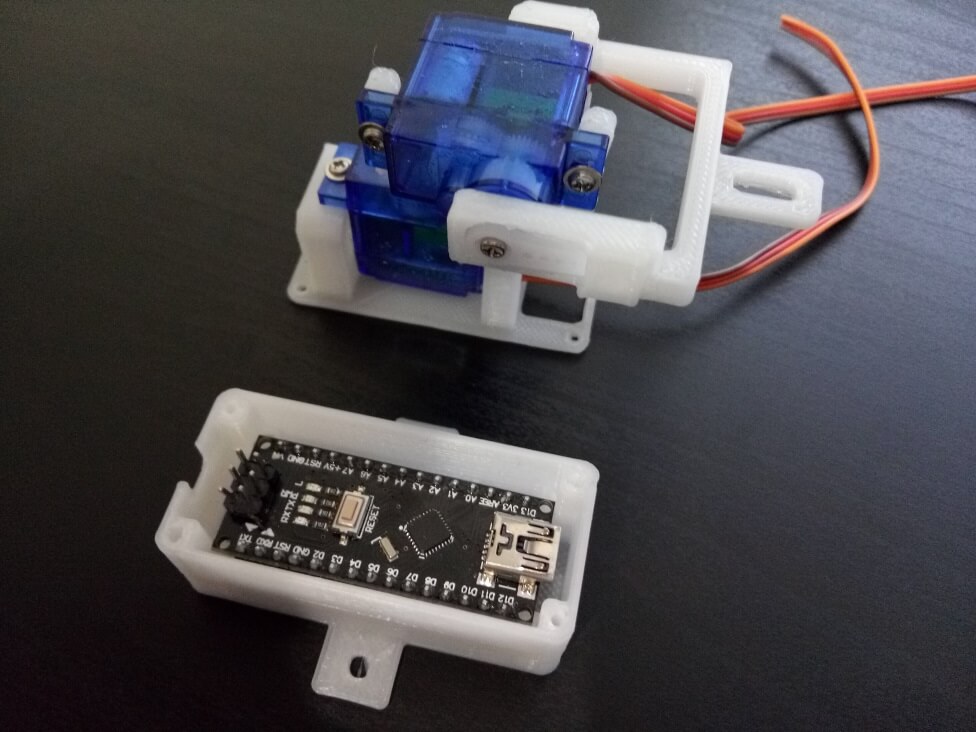 VIN GND RST +5V A7 A6 A5 A4 A3 A2 A1 A0 AREF 3V3 D13
L
RX TX
RESET
TX1 RX0 RST GND D2 D3 D4 D5 D6 D7 D8 D9 D10 D11 D12